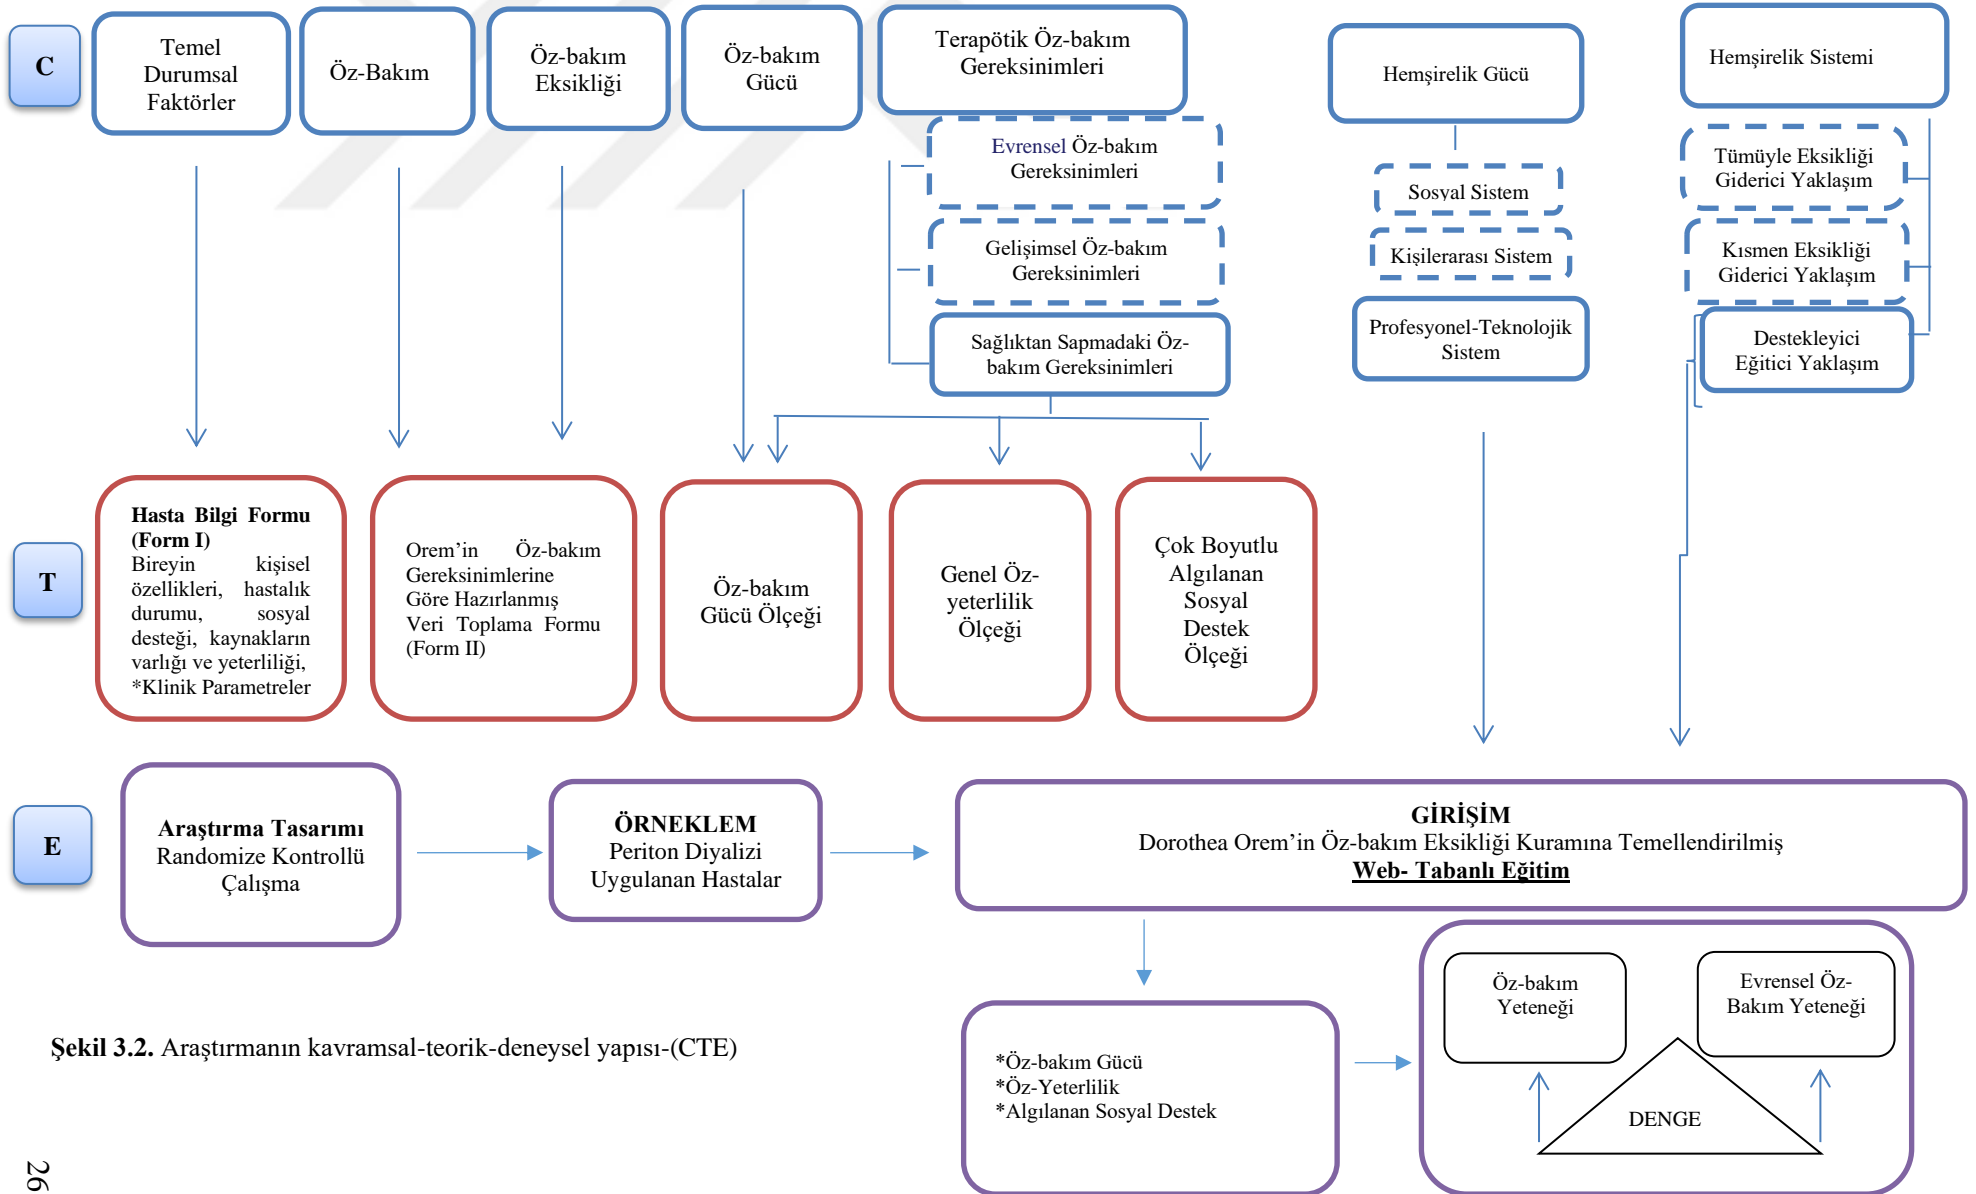 C
Temel
Durumsal
Faktörler
Öz-Bakım
Öz-bakım
Eksikliği
Öz-bakım
Gücü
Terapötik Öz-bakım
Gereksinimleri
Hemşirelik Gücü
Hemşirelik Sistemi
Evrensel Öz-bakım
Gereksinimleri
Gelişimsel Öz-bakım
Gereksinimleri
Sağlıktan Sapmadaki Öz-
bakım Gereksinimleri
Sosyal Sistem
Kişilerarası Sistem
Profesyonel-Teknolojik
Sistem
Tümüyle Eksikliği
Giderici Yaklaşım
Kısmen Eksikliği
Giderici Yaklaşım
Destekleyici
Eğitici Yaklaşım
T
Hasta Bilgi Formu
(Form I)
Bireyin kişisel
özellikleri, hastalık
durumu, sosyal
desteği, kaynakların
varlığı ve yeterliliği,
*Klinik Parametreler
Orem’in Öz-bakım
Gereksinimlerine
Göre Hazırlanmış
Veri Toplama Formu
(Form II)
Öz-bakım
Gücü Ölçeği
Genel Öz-
yeterlilik
Ölçeği
Çok Boyutlu
Algılanan
Sosyal
Destek
Ölçeği
E
Araştırma Tasarımı
Randomize Kontrollü
Çalışma
ÖRNEKLEM
Periton Diyalizi
Uygulanan Hastalar
GİRİŞİM
Dorothea Orem’in Öz-bakım Eksikliği Kuramına Temellendirilmiş
Web- Tabanlı Eğitim
*Öz-bakım Gücü
*Öz-Yeterlilik
*Algılanan Sosyal Destek
Öz-bakım
Yeteneği
Evrensel Öz-
Bakım Yeteneği
DENGE
Şekil 3.2. Araştırmanın kavramsal-teorik-deneysel yapısı-(CTE)
26